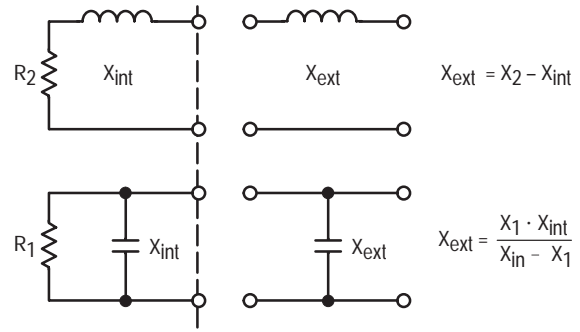 R2
Xint
Xext
Xext = X2 – Xint
R1
Xint
Xext
Xext = X1 · Xint
Xin – X1